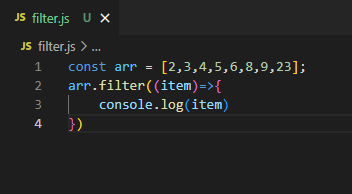 JS filter.js U ×
JS filter.js > ...
1 const arr = [2,3,4,5,6,8,9,23];
2 arr.filter((item)=>{
3 console.log(item)
4 })